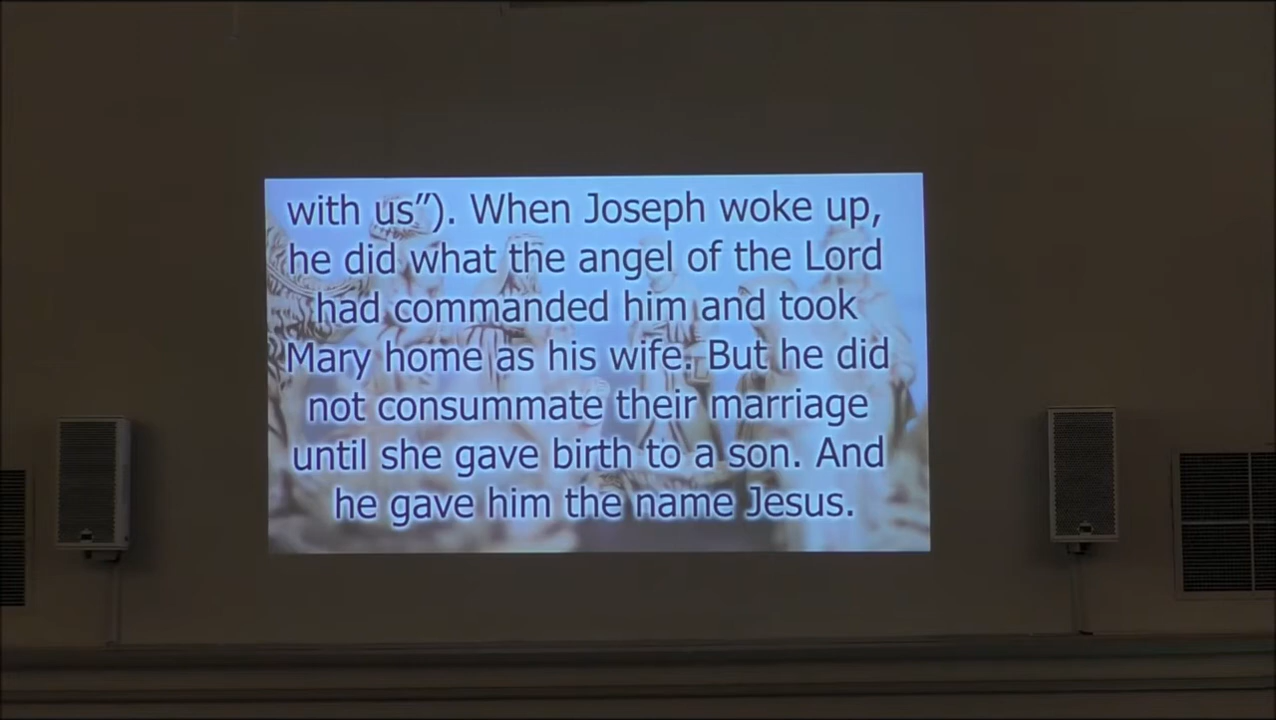 with us”). When Joseph woke up,
he did what the angel of the Lord
had commanded him and took
Mary home as his wife. But he did
not consummate their marriage
until she gave birth to a son. And
he gave him the name Jesus.